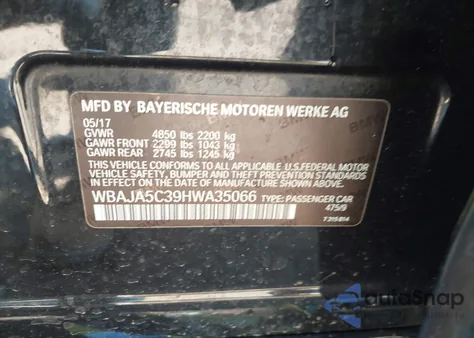 MFD BY BAYERISCHE MOTOREN WERKE AG
05/17
GVWR 4850 lbs 2200 kg
GAWR FRONT 2299 lbs 1043 kg
GAWR REAR 2745 lbs 1245 kg
THIS VEHICLE CONFORMS TO ALL APPLICABLE U.S.FEDERAL MOTOR
VEHICLE SAFETY, BUMPER AND THEFT PREVENTION STANDARDS
IN EFFECT ON THE DATE OF MANUFACTURE SHOWN ABOVE.
WBAJA5C39HWA35066 TYPE: PASSENGER CAR
475/9
autoSnap